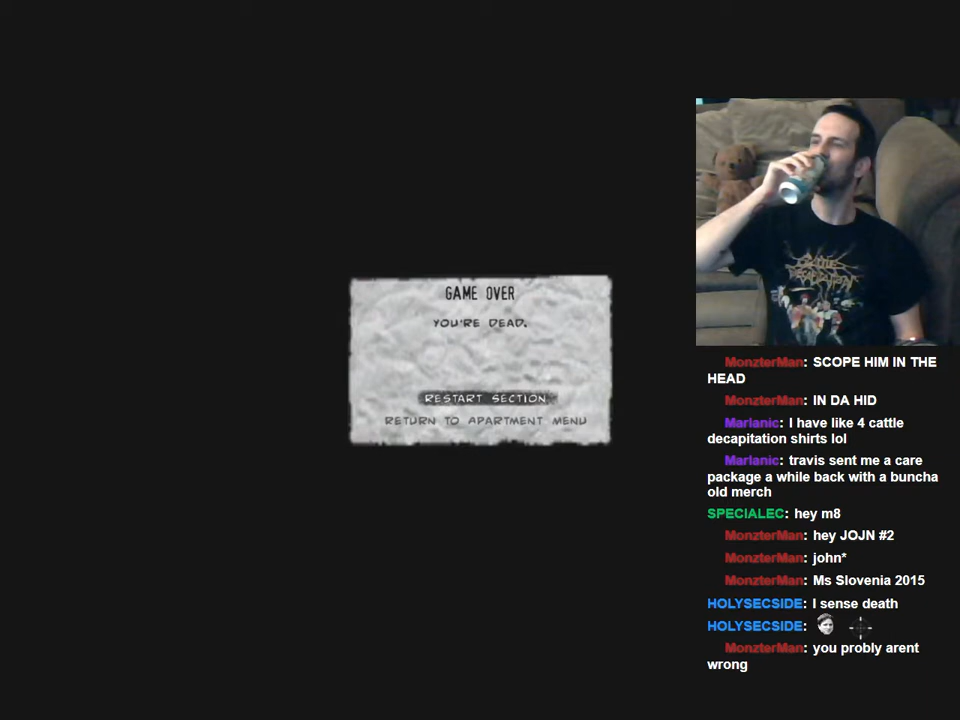 GAME OVER
YOU'RE DEAD.
RESTART SECTION
RETURN TO APARTMENT MENU
CATTLE
DECAPITATION
MonzterMan: SCOPE HIM IN THE
HEAD
MonzterMan: IN DA HID
Marlanic: I have like 4 cattle
decapitation shirts lol
Marlanic: travis sent me a care
package a while back with a buncha
old merch
SPECIALEC: hey m8
MonzterMan: hey JOJN #2
MonzterMan: john*
MonzterMan: Ms Slovenia 2015
HOLYSECSIDE: I sense death
HOLYSECSIDE:
MonzterMan: you probly arent
wrong